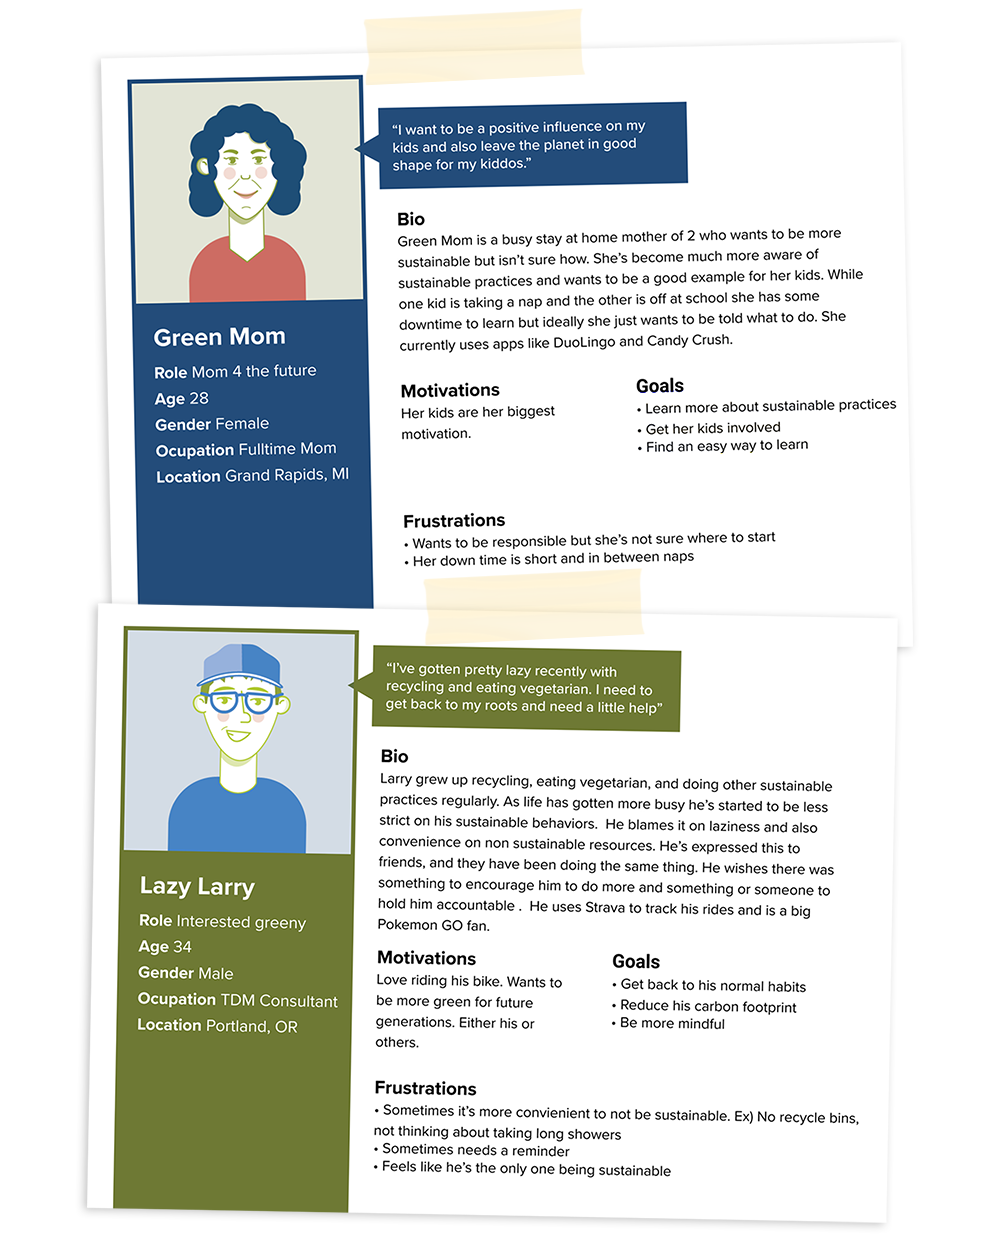 “I want to be a positive influence on my
kids and also leave the planet in good
shape for my kiddos.”
Bio
Green Mom is a busy stay at home mother of 2 who wants to be more
sustainable but isn’t sure how. She’s become much more aware of
sustainable practices and wants to be a good example for her kids. While
one kid is taking a nap and the other is off at school she has some
downtime to learn but ideally she just wants to be told what to do. She
currently uses apps like DuoLingo and Candy Crush.
Green Mom
Role Mom 4 the future
Age 28
Gender Female
Ocupation Fulltime Mom
Location Grand Rapids, MI
Motivations
Her kids are her biggest
motivation.
Goals
• Learn more about sustainable practices
• Get her kids involved
• Find an easy way to learn
Frustrations
• Wants to be responsible but she’s not sure where to start
• Her down time is short and in between naps
“I’ve gotten pretty lazy recently with
recycling and eating vegetarian. I need to
get back to my roots and need a little help”
Bio
Larry grew up recycling, eating vegetarian, and doing other sustainable
practices regularly. As life has gotten more busy he’s started to be less
strict on his sustainable behaviors.  He blames it on laziness and also
convenience on non sustainable resources. He’s expressed this to
friends, and they have been doing the same thing. He wishes there was
something to encourage him to do more and something or someone to
hold him accountable .  He uses Strava to track his rides and is a big
Pokemon GO fan.
Lazy Larry
Role Interested greeny
Age 34
Gender Male
Ocupation TDM Consultant
Location Portland, OR
Motivations
Love riding his bike. Wants to
be more green for future
generations. Either his or
others.
Goals
• Get back to his normal habits
• Reduce his carbon footprint
• Be more mindful
Frustrations
• Sometimes it’s more convienient to not be sustainable. Ex) No recycle bins,
not thinking about taking long showers
• Sometimes needs a reminder
• Feels like he’s the only one being sustainable